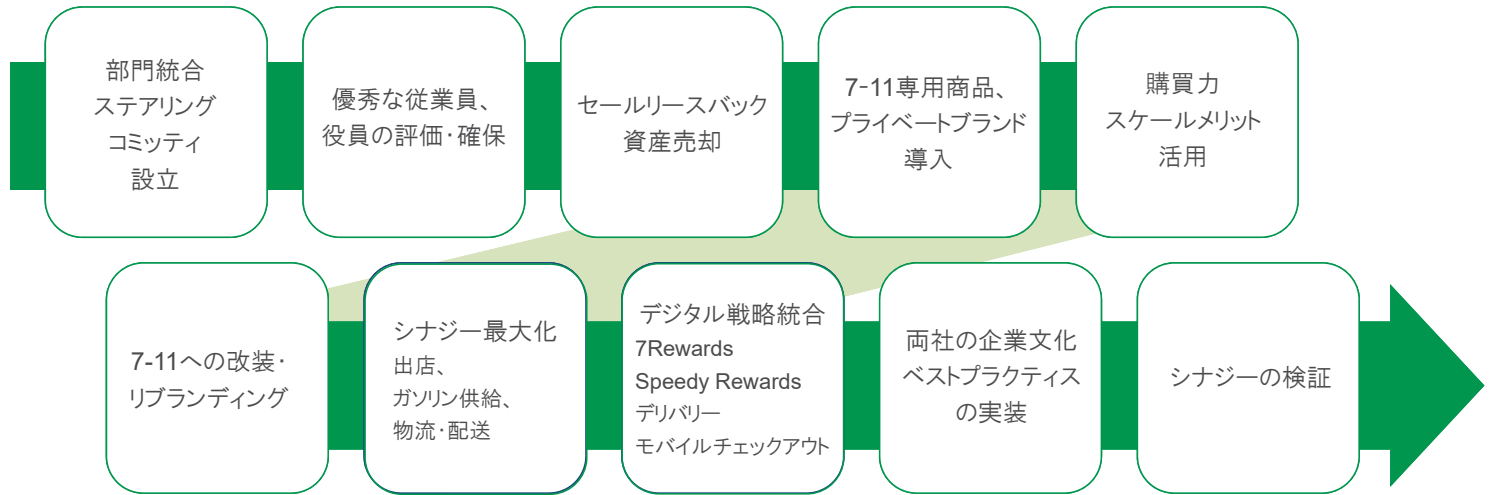 部門統合
ステアリング
コミッティ
設立
優秀な従業員、
役員の評価・確保
セールリースバック
資産売却
7-11専用商品、
プライベートブランド
導入
購買力
スケールメリット
活用
7-11への改装・
リブランディング
シナジー最大化
出店、
ガソリン供給、
物流・配送
デジタル戦略統合
7Rewards
Speedy Rewards
デリバリー
モバイルチェックアウト
両社の企業文化
ベストプラクティス
の実装
シナジーの検証